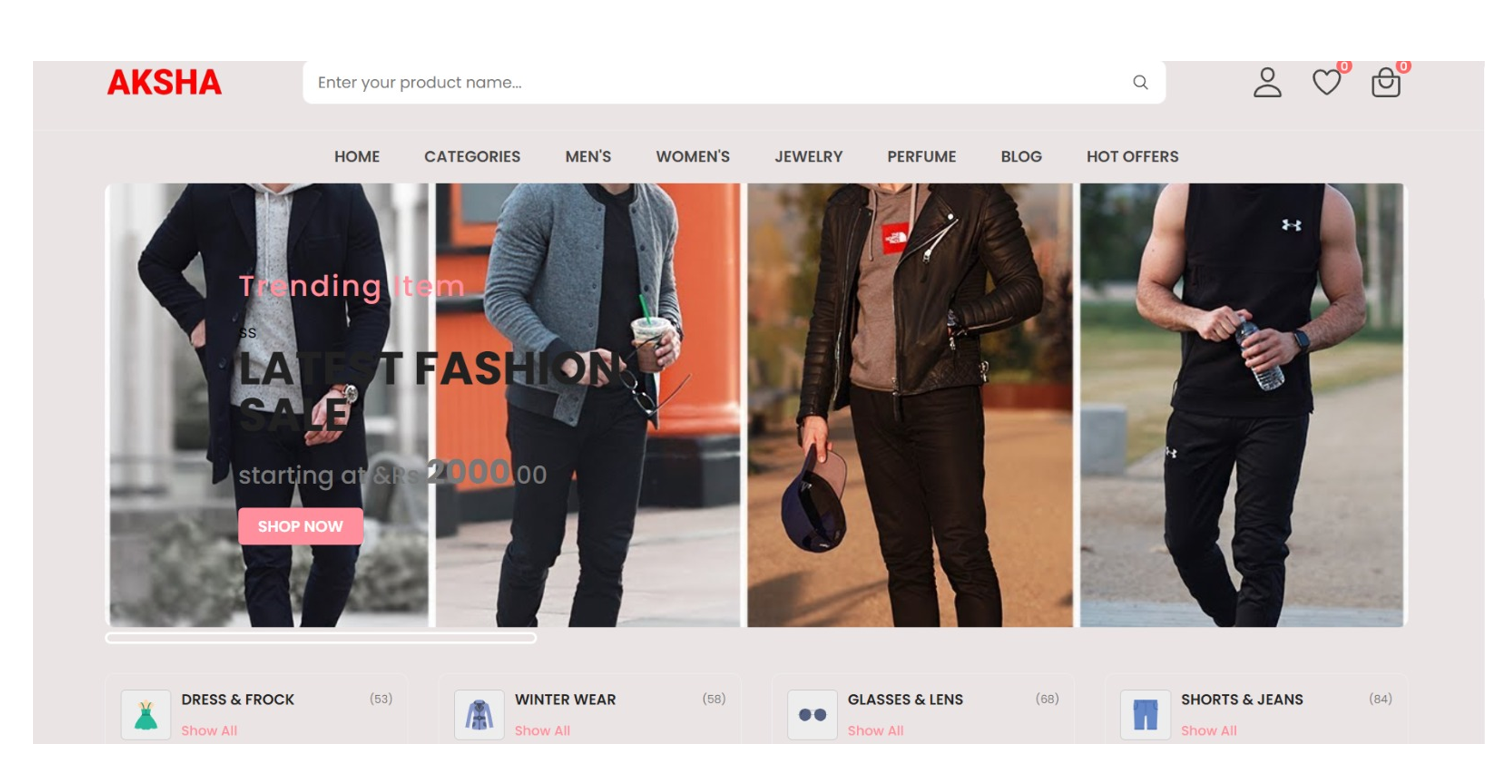 AKSHA
Enter your product name...
0
0
HOME CATEGORIES MEN'S WOMEN'S JEWELRY PERFUME BLOG HOT OFFERS
Trending Item
ss
LATEST FASHION
SALE
starting at &Rs 2000.00
SHOP NOW
DRESS & FROCK (53)
Show All
WINTER WEAR (58)
Show All
GLASSES & LENS (68)
Show All
SHORTS & JEANS (84)
Show All